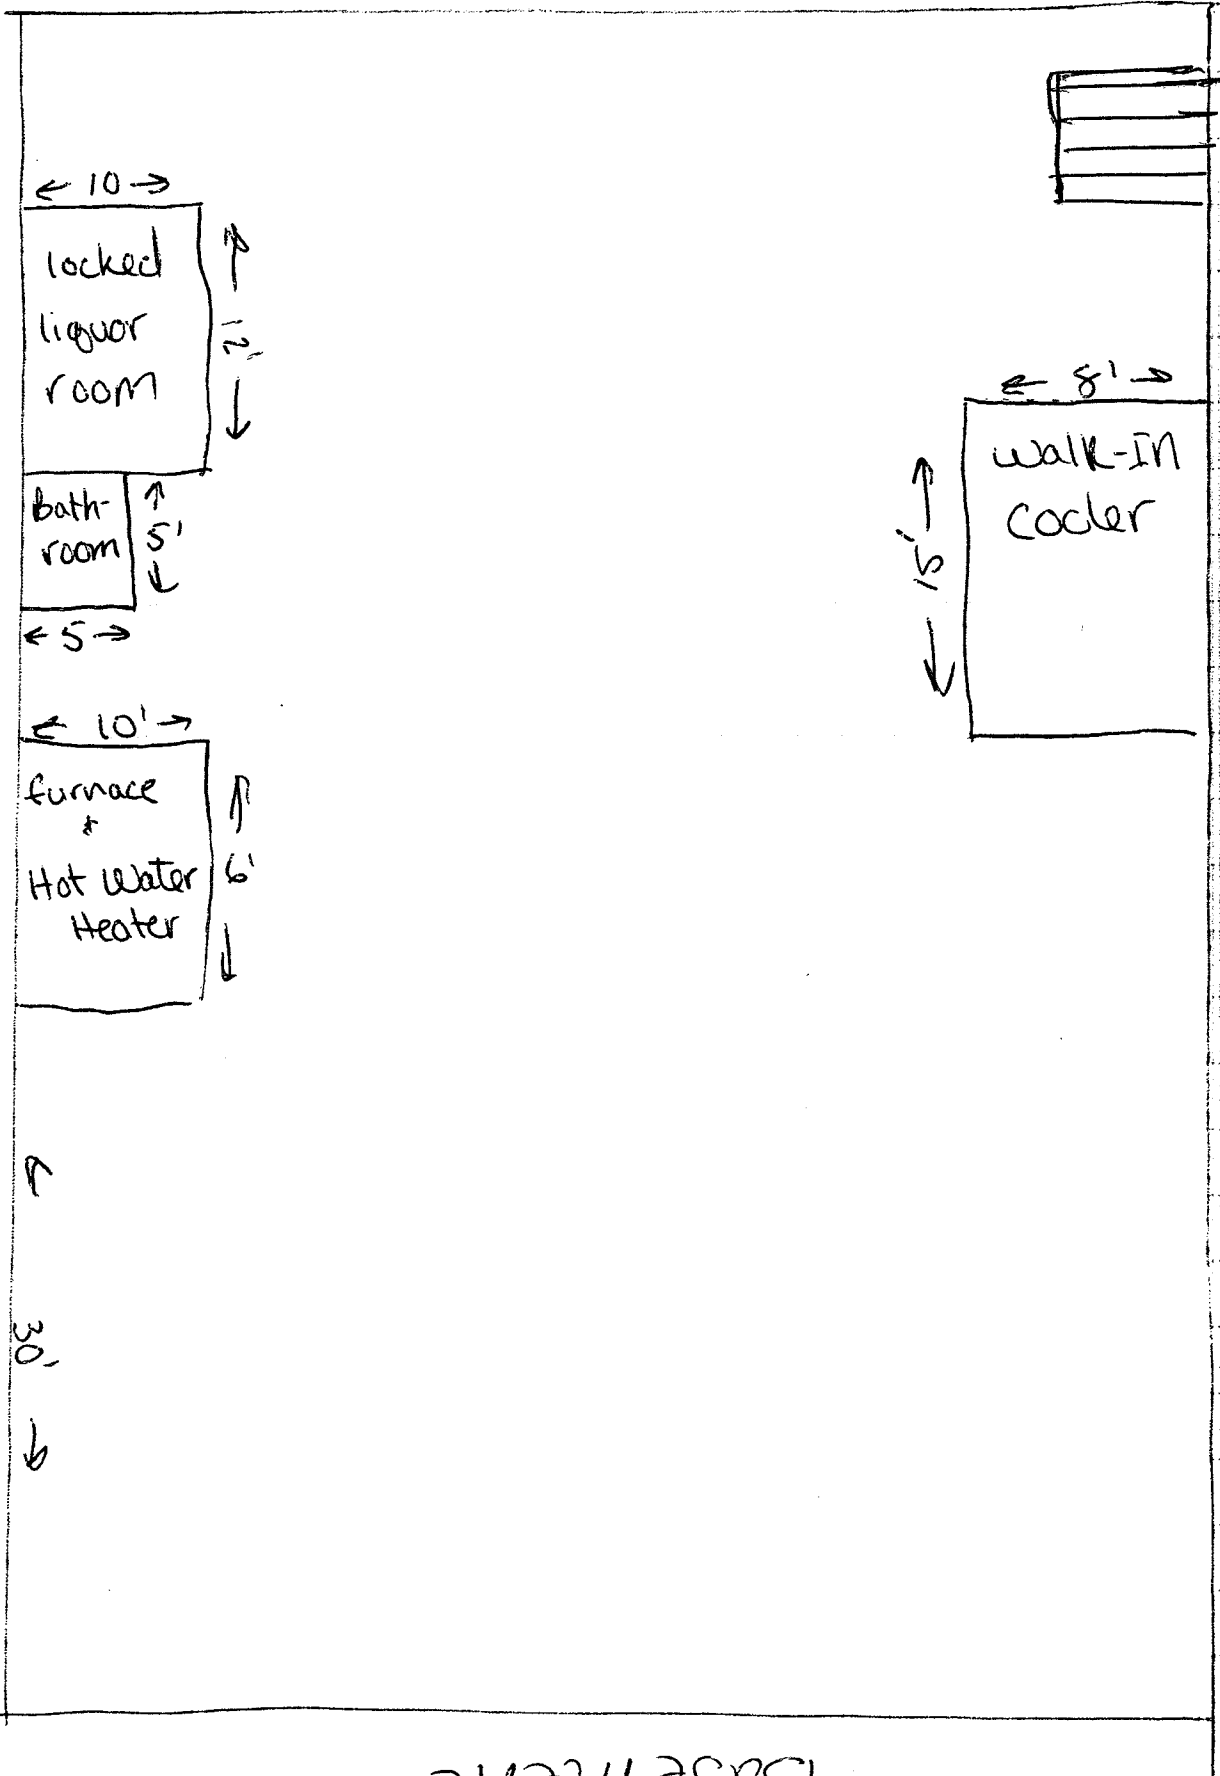 10
locked
liquor
room
12'
Bath-
room
5'
5
10'
furnace
+
Hot Water
Heater
6'
30'
8'
Walk-In
cooler
15'